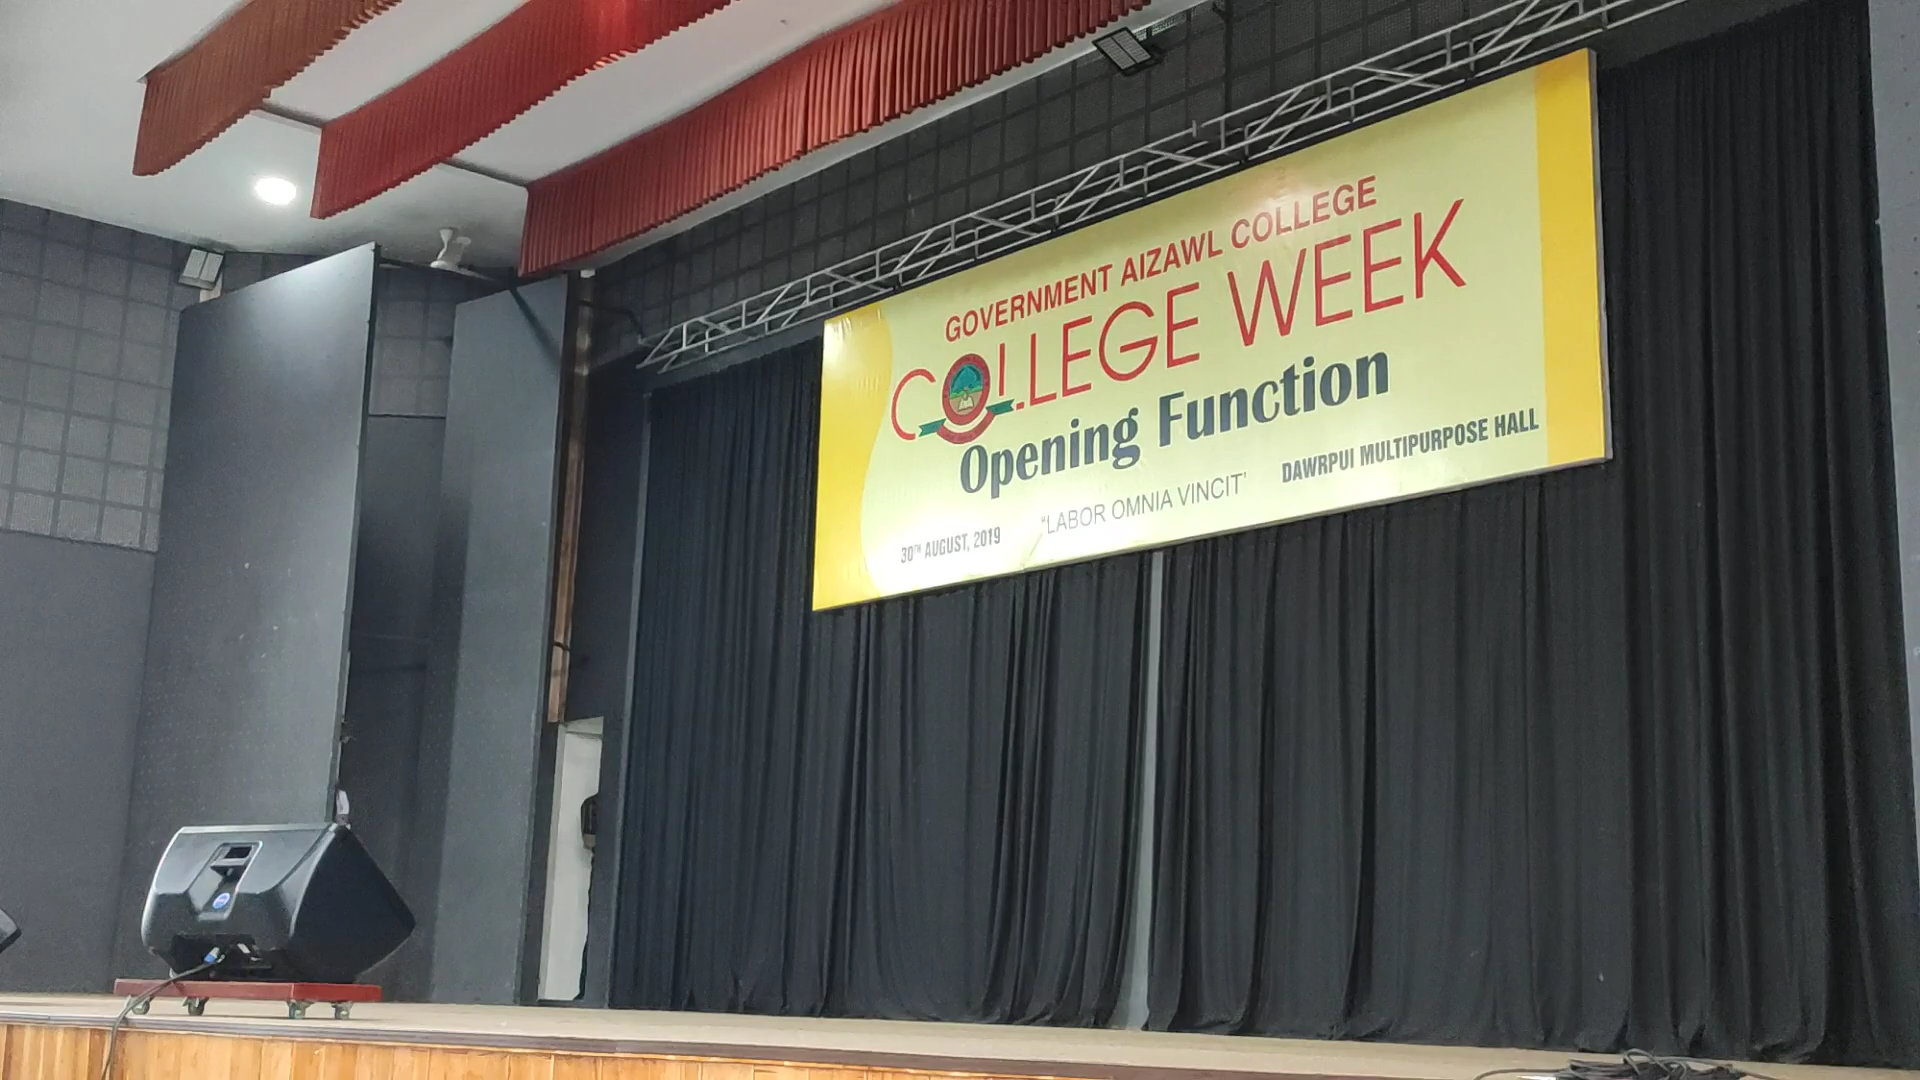 GOVERNMENT AIZAWL COLLEGE
COLLEGE WEEK
Opening Function
30TH AUGUST, 2019 "LABOR OMNIA VINCIT' DAWRPUI MULTIPURPOSE HALL